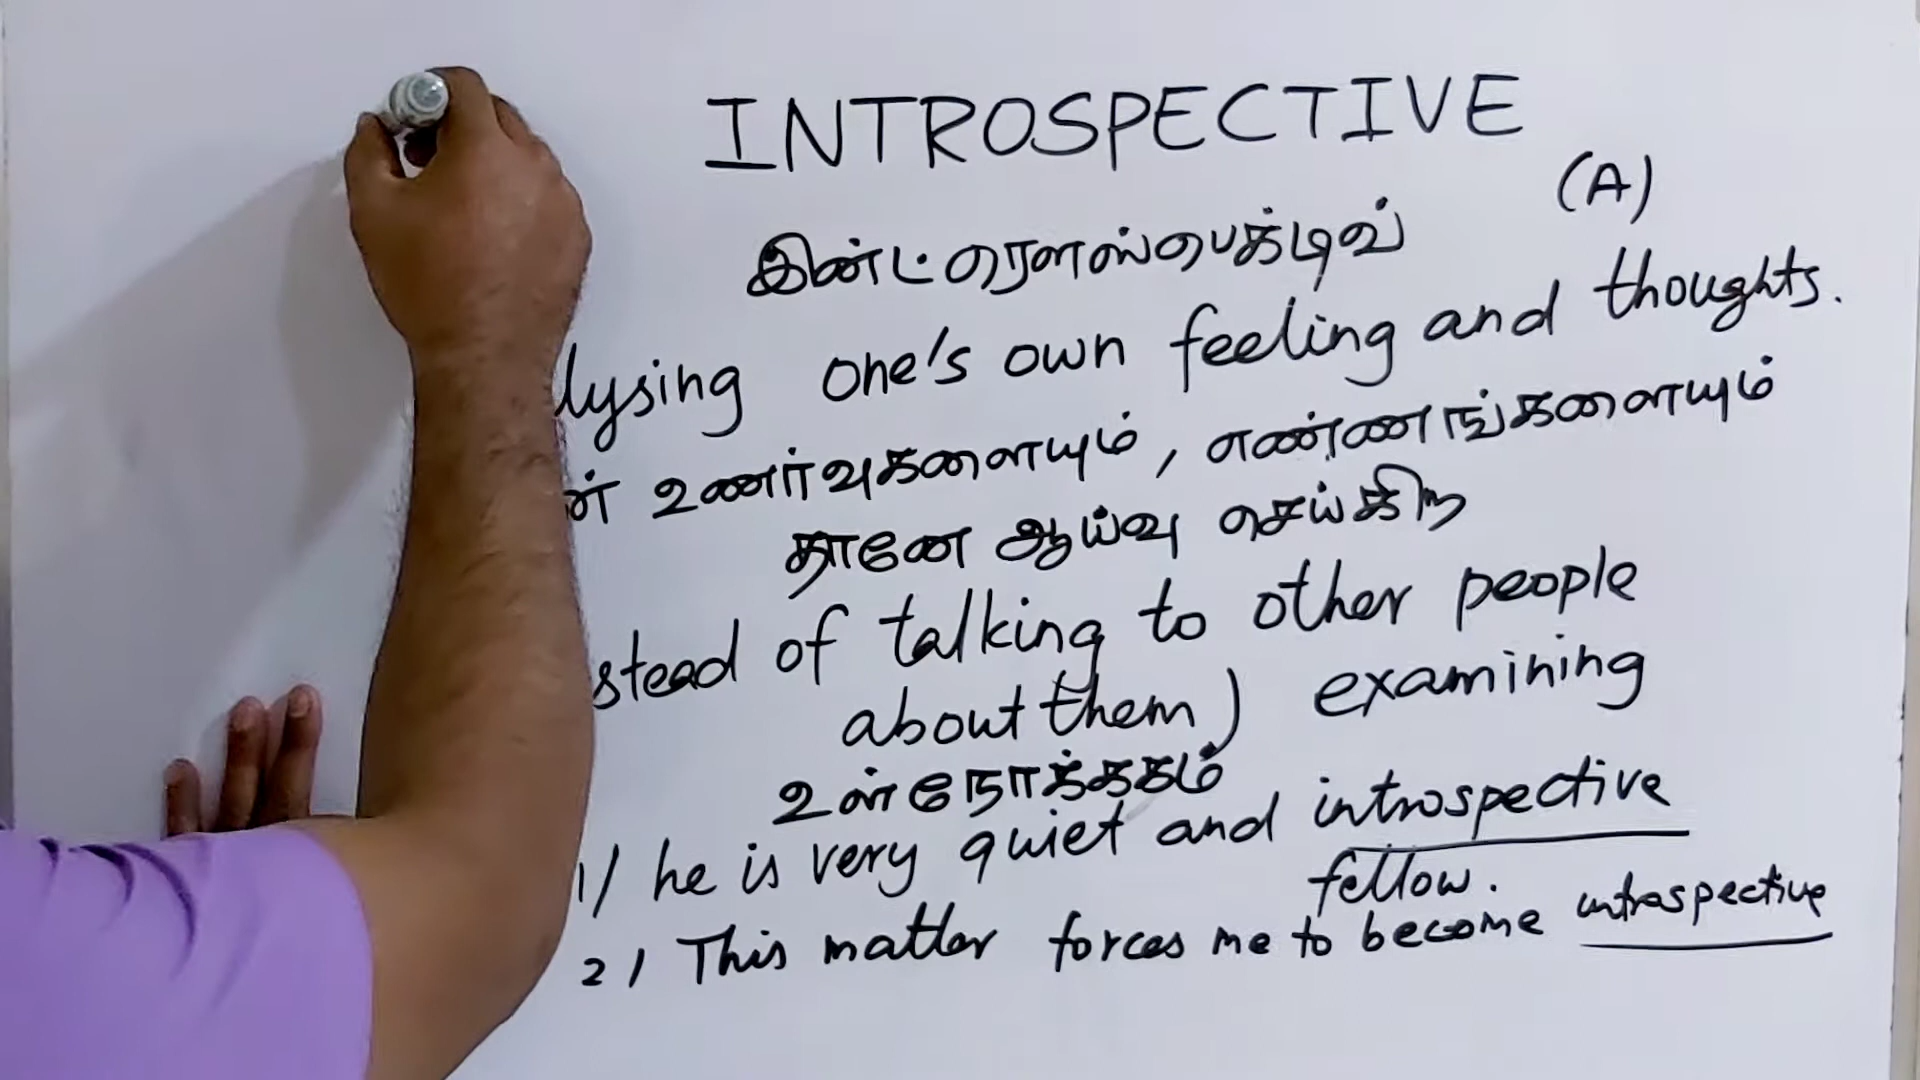 INTROSPECTIVE
(A)
இன்ட்ரௌஸ்பெக்டிவ்
lysing one's own feeling and thoughts.
ன் உணர்வுகளையும், எண்ணங்களையும்
தானே ஆய்வு செய்கிற
stead of talking to other people
about them) examining
உள்நோக்ககம்
1) he is very quiet and introspective
fellow.
2) This matter forces me to become introspective